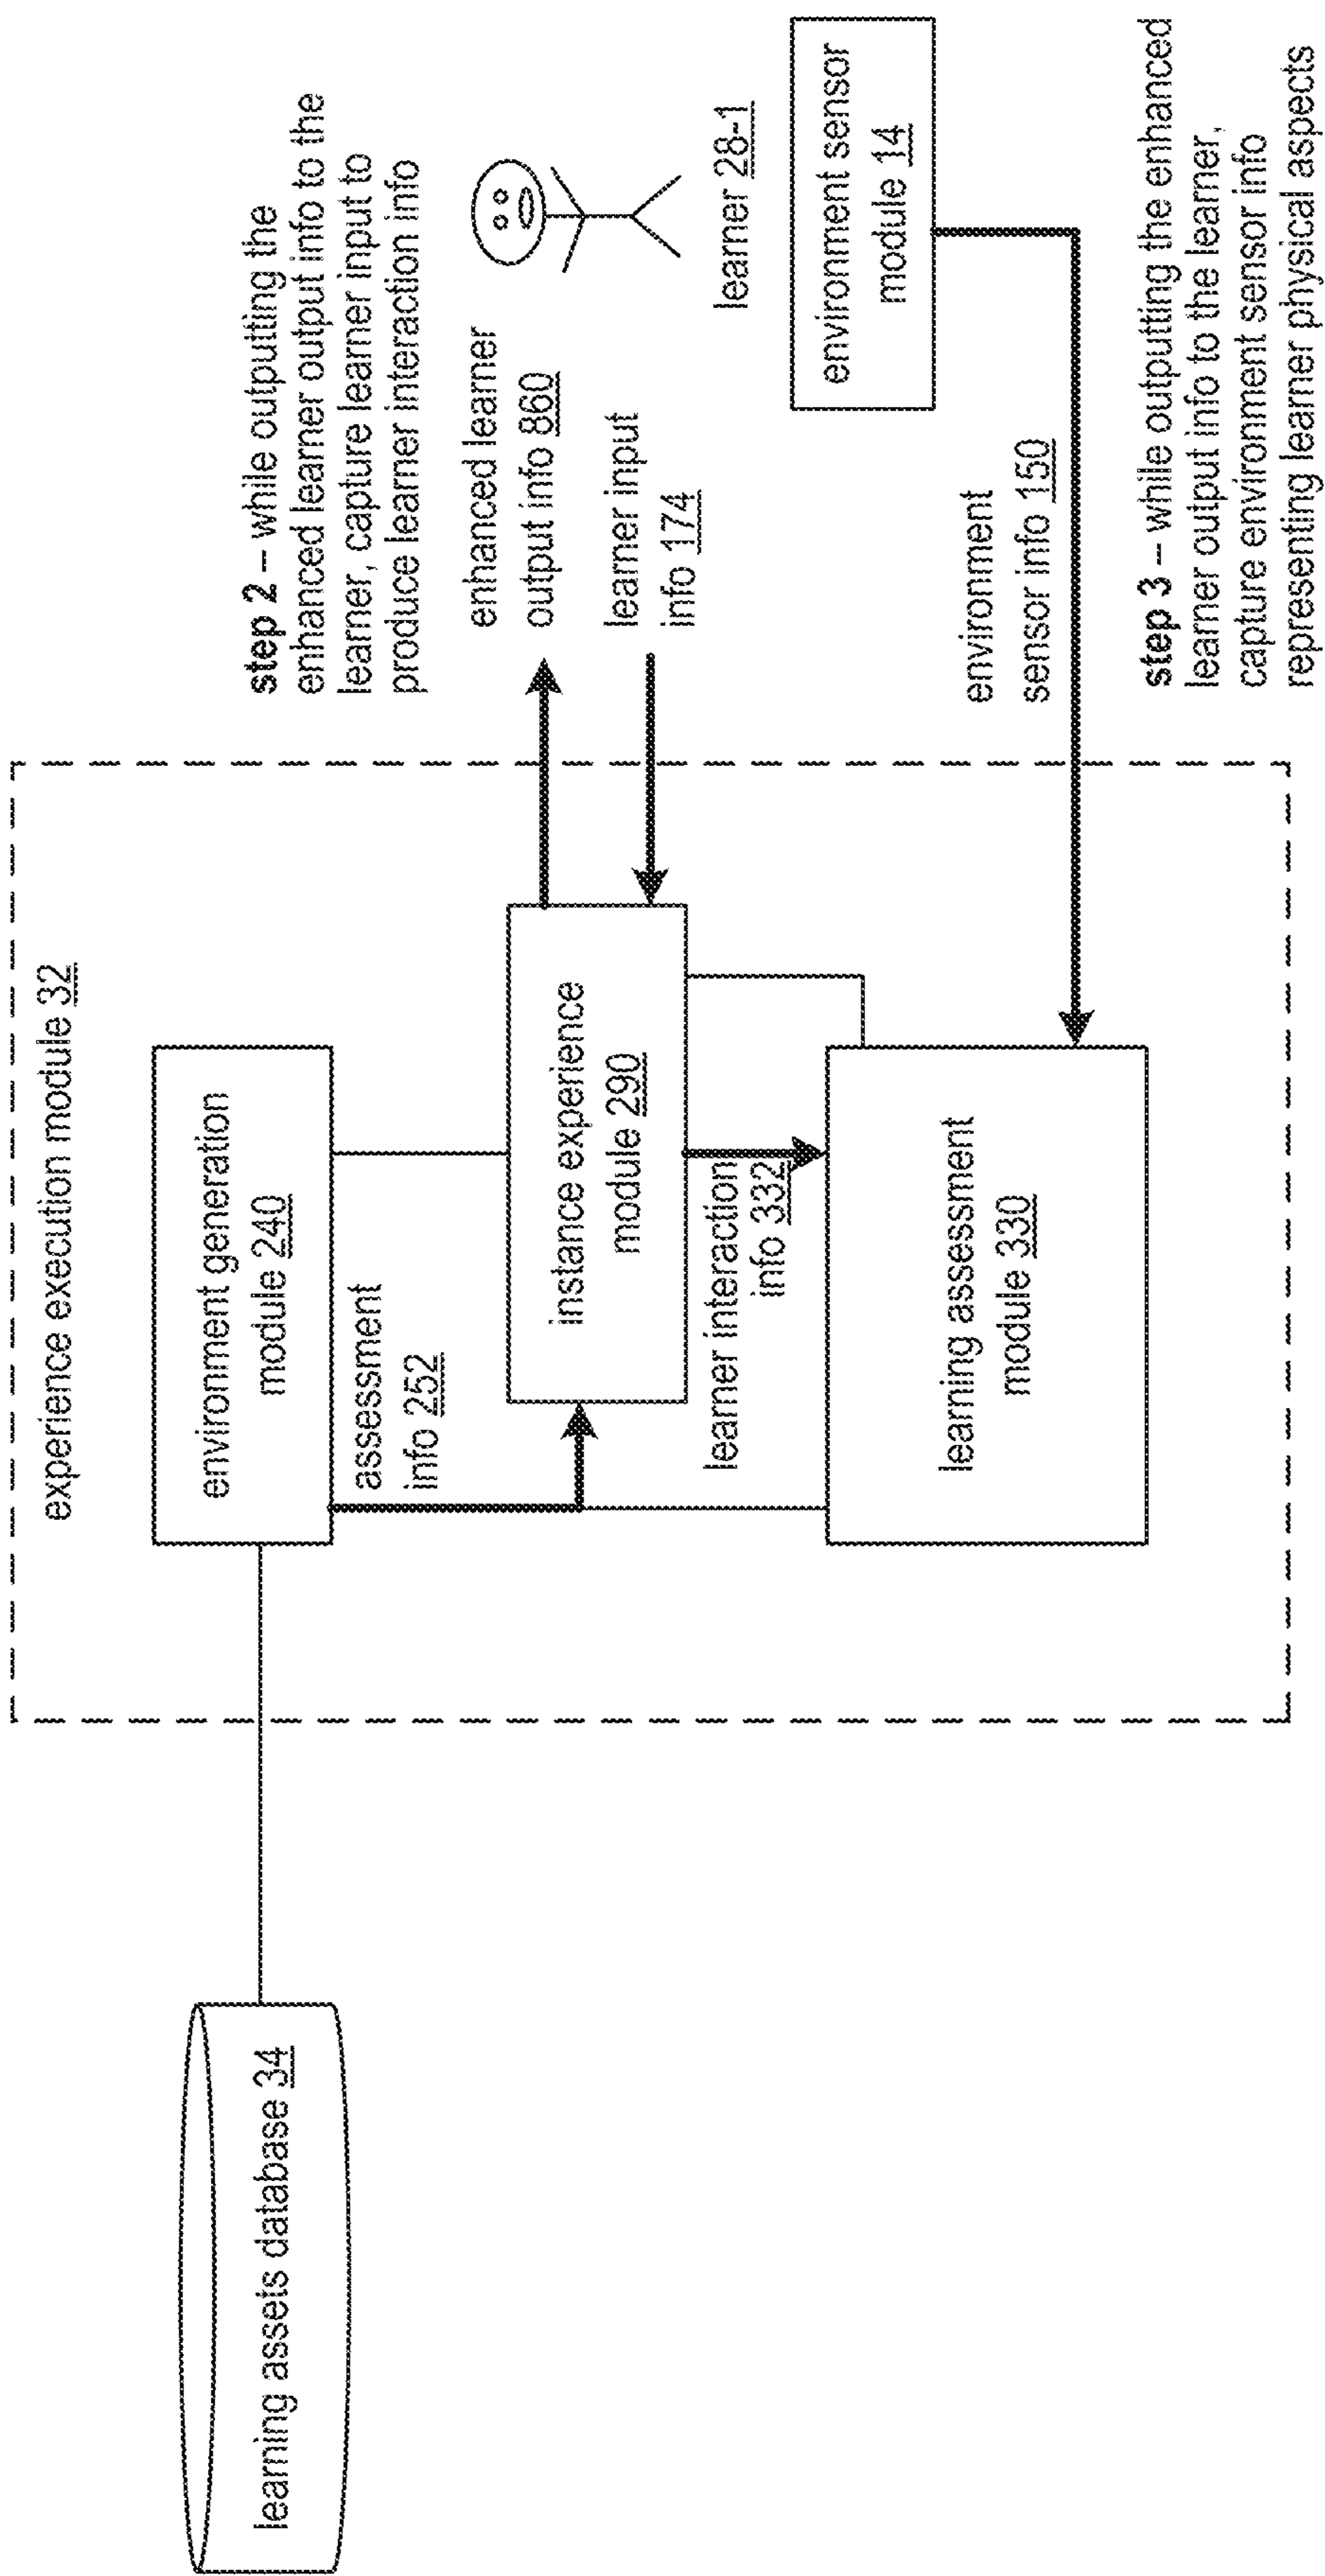 learning assets database 34
experience execution module 32
environment generation
module 240
assessment
info 252
instance experience
module 290
learner interaction
info 332
learning assessment
module 330
step 2 – while outputting the
enhanced learner output info to the
learner, capture learner input to
produce learner interaction info
enhanced learner
output info 860
learner input
info 174
learner 28-1
environment sensor
module 14
environment
sensor info 150
step 3 – while outputting the enhanced
learner output info to the learner,
capture environment sensor info
representing learner physical aspects